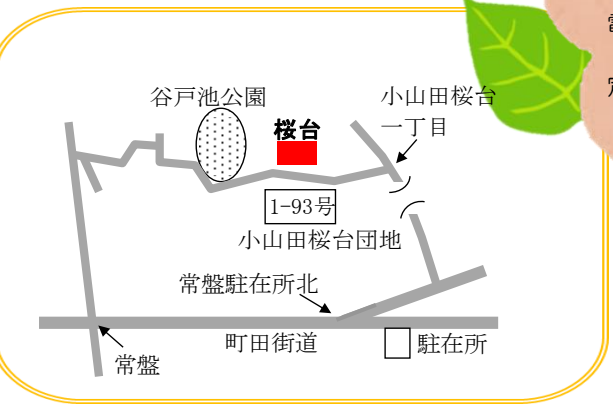 谷戸池公園
桜台
小山田桜台
一丁目
1-93号
小山田桜台団地
常盤駐在所北
町田街道
駐在所
常盤